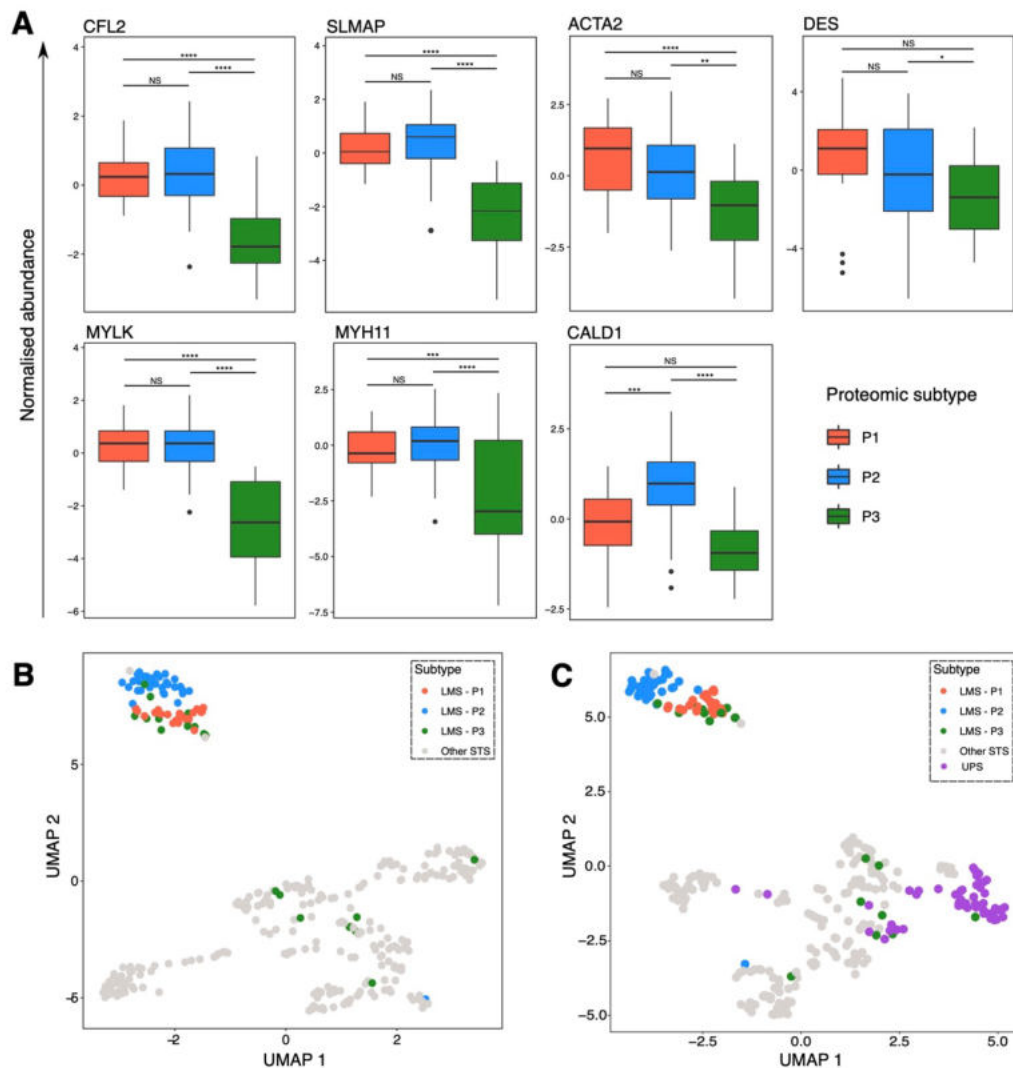 A
Normalised abundance
CFL2
****
****
NS
4
2
0
-2
SLMAP
****
****
NS
4
2
0
-2
-4
ACTA2
****
**
NS
2.5
0.0
-2.5
DES
NS
*
NS
4
0
-4
MYLK
****
****
NS
4
2
0
-2
-4
-6
MYH11
***
****
NS
2.5
0.0
-2.5
-5.0
-7.5
CALD1
NS
****
***
2.5
0.0
-2.5
Proteomic subtype
P1
P2
P3
B
Subtype
LMS - P1
LMS - P2
LMS - P3
Other STS
UMAP 2
5
0
-5
-2
0
2
UMAP 1
C
Subtype
LMS - P1
LMS - P2
LMS - P3
Other STS
UPS
UMAP 2
5.0
2.5
0.0
-2.5
-5.0
-2.5
0.0
2.5
5.0
UMAP 1